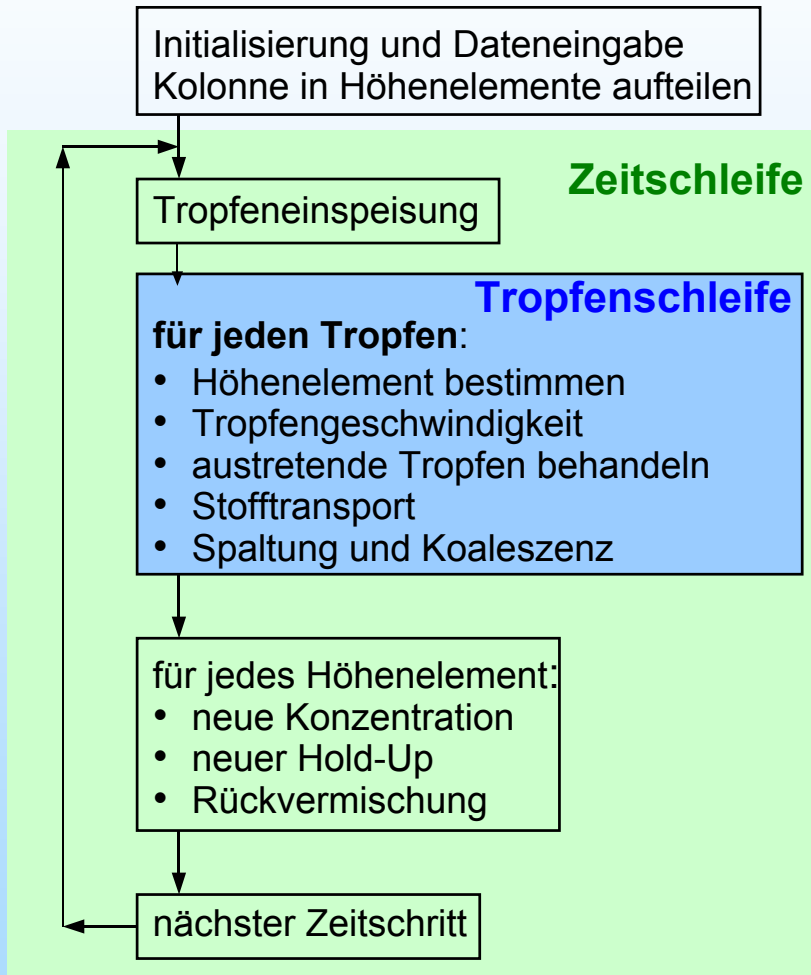 Initialisierung und Dateneingabe
Kolonne in Höhenelemente aufteilen
Zeitschleife
Tropfeneinspeisung
Tropfenschleife
für jeden Tropfen:
• Höhenelement bestimmen
• Tropfengeschwindigkeit
• austretende Tropfen behandeln
• Stofftransport
• Spaltung und Koaleszenz
für jedes Höhenelement:
• neue Konzentration
• neuer Hold-Up
• Rückvermischung
nächster Zeitschritt